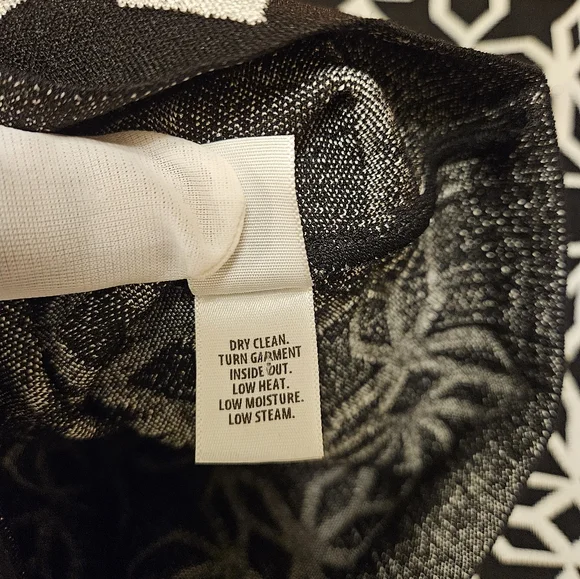 DRY CLEAN.
TURN GARMENT
INSIDE OUT.
LOW HEAT.
LOW MOISTURE.
LOW STEAM.